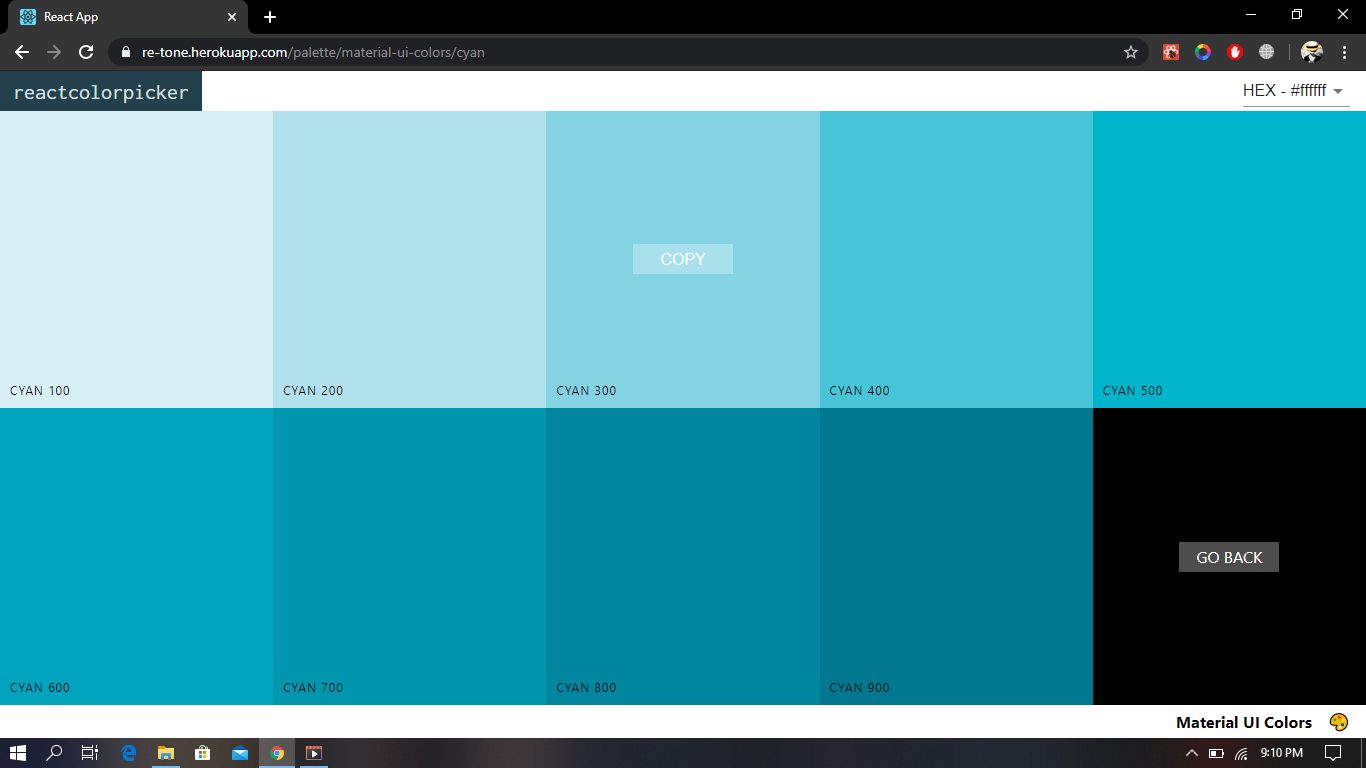 React App
re-tone.herokuapp.com/palette/material-ui-colors/cyan
reactcolorpicker
HEX - #ffffff
COPY
CYAN 100
CYAN 200
CYAN 300
CYAN 400
CYAN 500
GO BACK
CYAN 600
CYAN 700
CYAN 800
CYAN 900
Material UI Colors
9:10 PM